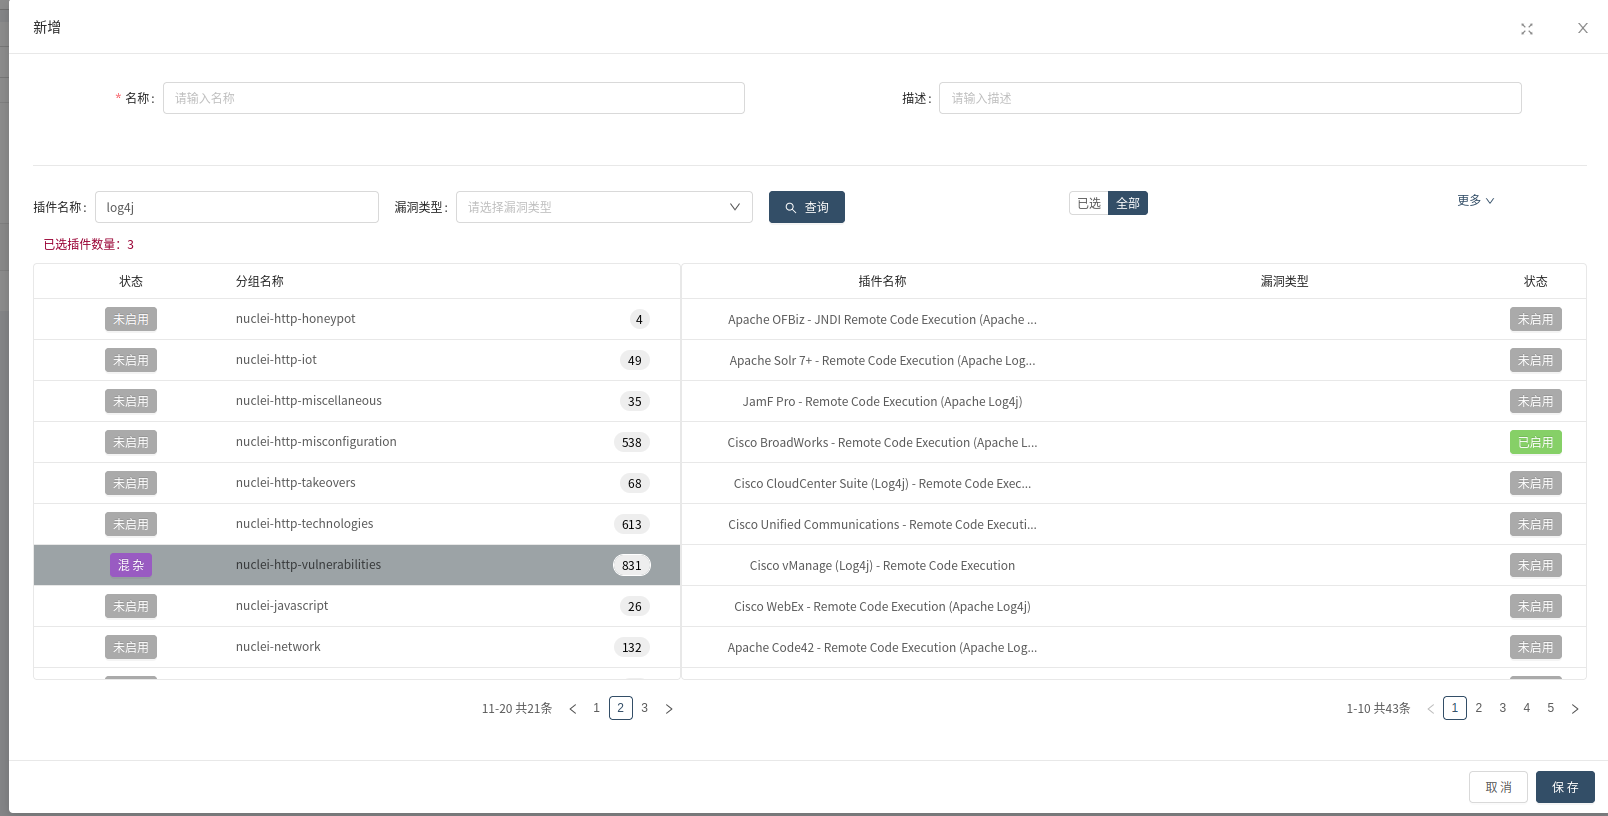 新增
* 名称: 请输入名称 描述: 请输入描述
插件名称: log4j 漏洞类型: 请选择漏洞类型 查询 已选 全部 更多
已选插件数量: 3
状态 分组名称 插件名称 漏洞类型 状态
未启用 nuclei-http-honeypot 4 Apache OFBiz - JNDI Remote Code Execution (Apache ... 未启用
未启用 nuclei-http-iot 49 Apache Solr 7+ - Remote Code Execution (Apache Log... 未启用
未启用 nuclei-http-miscellaneous 35 JamF Pro - Remote Code Execution (Apache Log4j) 未启用
未启用 nuclei-http-misconfiguration 538 Cisco BroadWorks - Remote Code Execution (Apache L... 已启用
未启用 nuclei-http-takeovers 68 Cisco CloudCenter Suite (Log4j) - Remote Code Exec... 未启用
未启用 nuclei-http-technologies 613 Cisco Unified Communications - Remote Code Executi... 未启用
混杂 nuclei-http-vulnerabilities 831 Cisco vManage (Log4j) - Remote Code Execution 未启用
未启用 nuclei-javascript 26 Cisco WebEx - Remote Code Execution (Apache Log4j) 未启用
未启用 nuclei-network 132 Apache Code42 - Remote Code Execution (Apache Log... 未启用
11-20 共21条 < 1 2 3 > 1-10 共43条 < 1 2 3 4 5 >
取消 保存